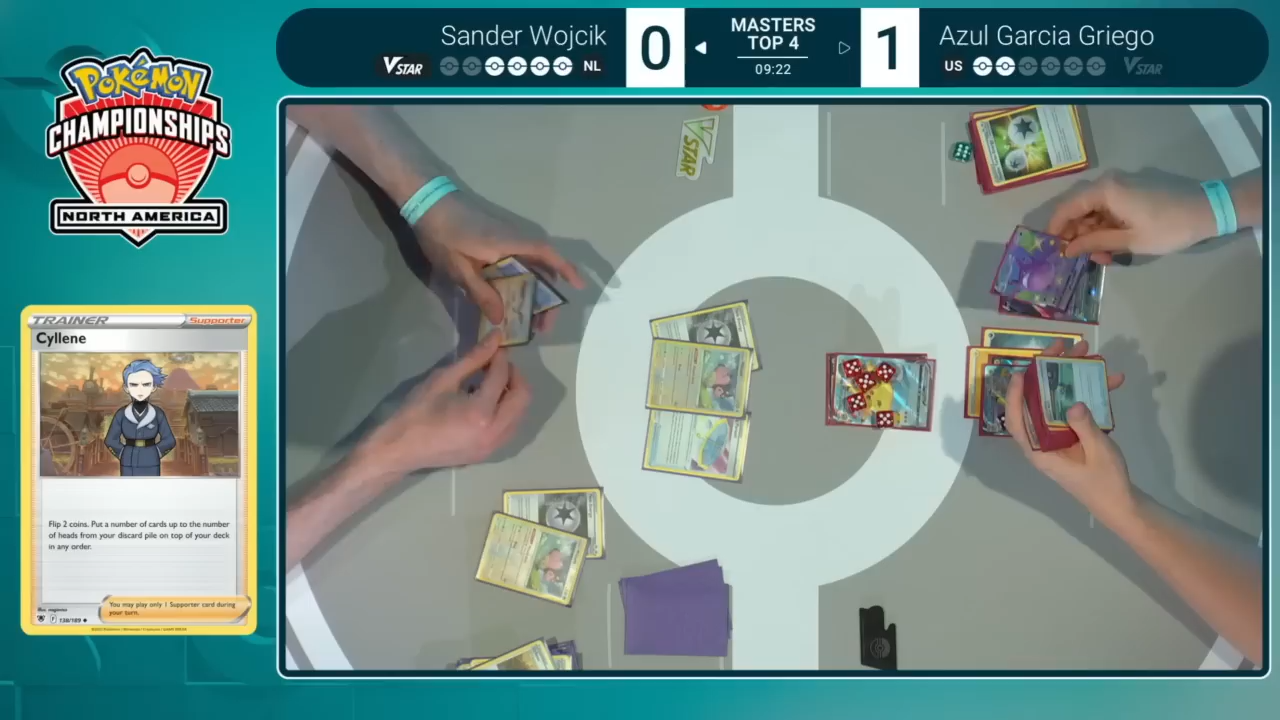 Pokémon
CHAMPIONSHIPS
NORTH AMERICA
Sander Wojcik
VSTAR
NL
0
MASTERS
TOP 4
09:22
1
Azul Garcia Griego
US
VSTAR
VSTAR
TRAINER
Supporter
Cyllene
Flip 2 coins. Put a number of cards up to the number
of heads from your discard pile on top of your deck
in any order.
You may play only 1 Supporter card during
your turn.
138/189